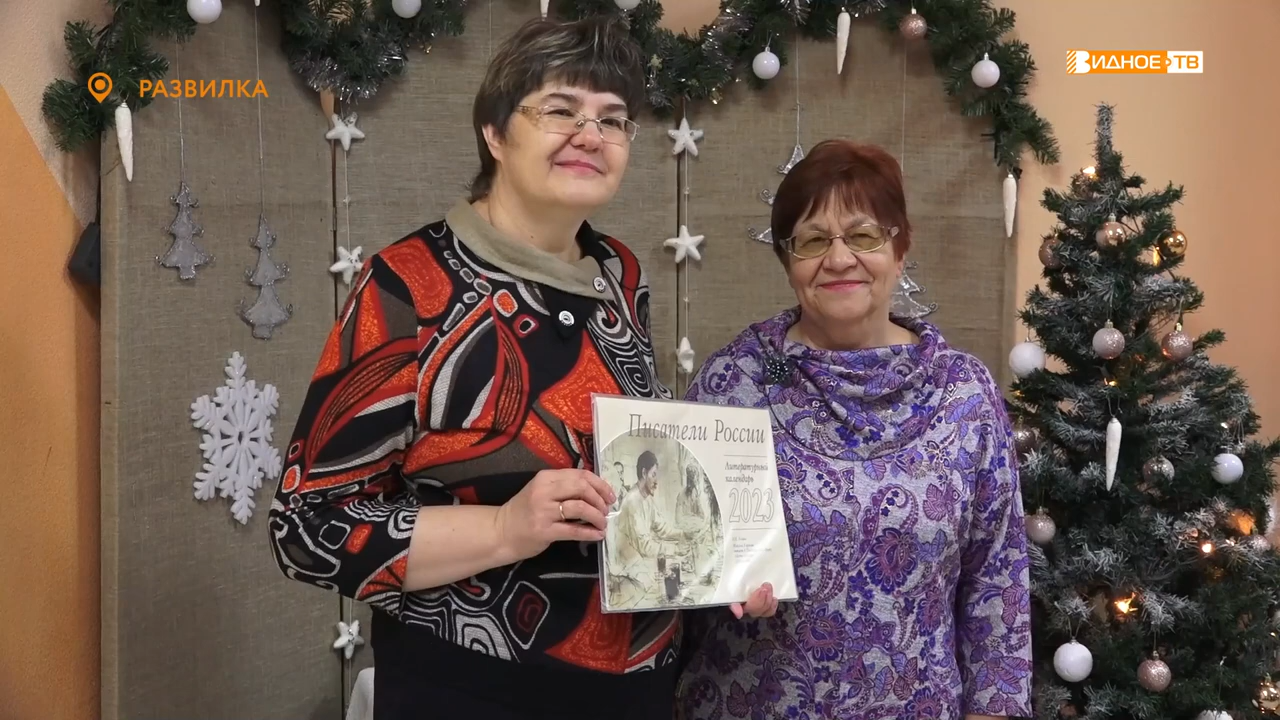 РАЗВИЛКА
ВИДНОЕ ТВ
Писатели России
Литературный
календарь
2023